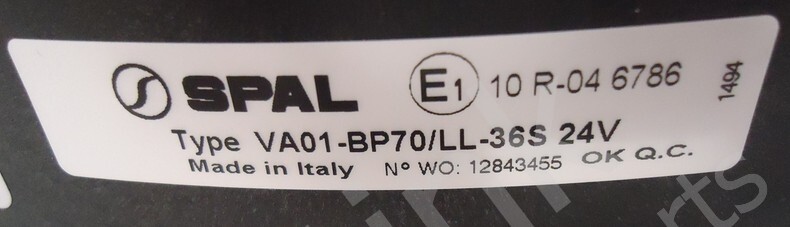 SPAL E1 10 R-04 6786
Type VA01-BP70/LL-36S 24V
Made in Italy N° WO: 12843455 OK Q.C.
1494